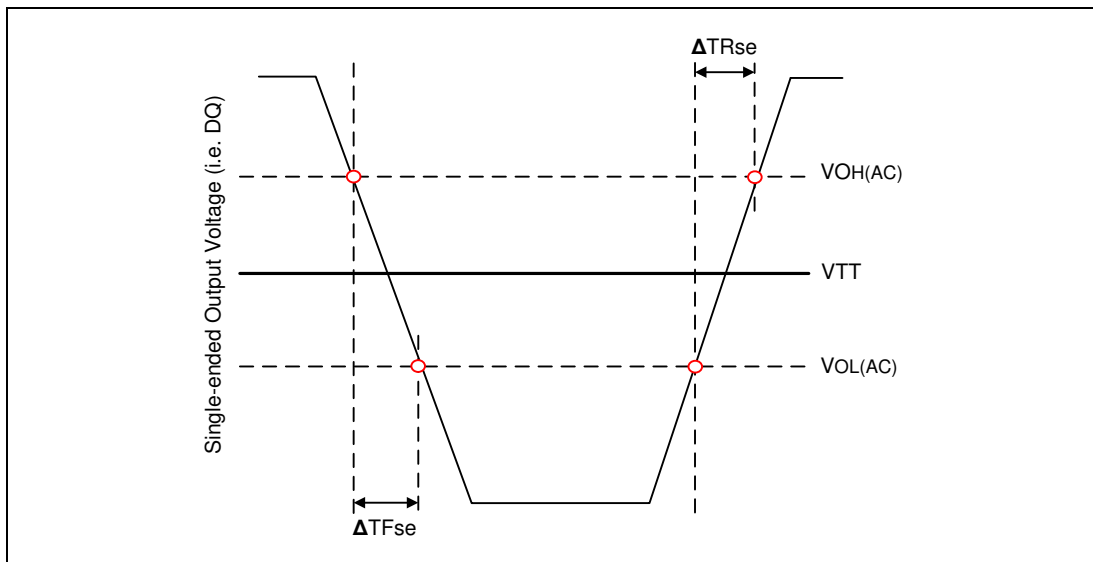 ΔTRse
Single-ended Output Voltage (i.e. DQ)
VOH(AC)
VTT
VOL(AC)
ΔTFse